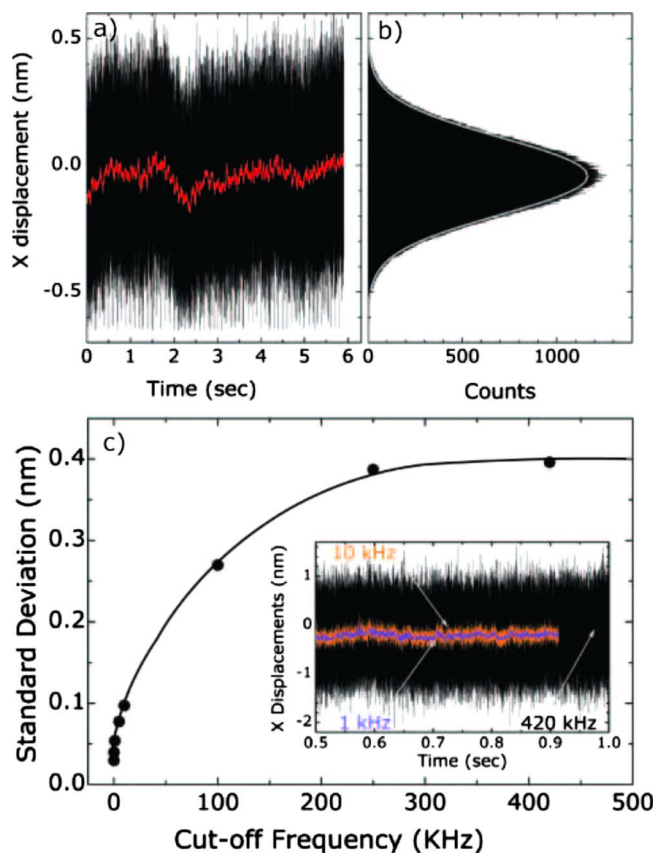 a)
b)
0.5
0.0
-0.5
X displacement (nm)
0 1 2 3 4 5 6
Time (sec)
0 500 1000
Counts
c)
0.4
0.3
0.2
0.1
0.0
Standard Deviation (nm)
0 100 200 300 400 500
Cut-off Frequency (KHz)
10 kHz
1
0
-1
-2
X Displacements (nm)
1 kHz
420 kHz
0.5 0.6 0.7 0.8 0.9 1.0
Time (sec)